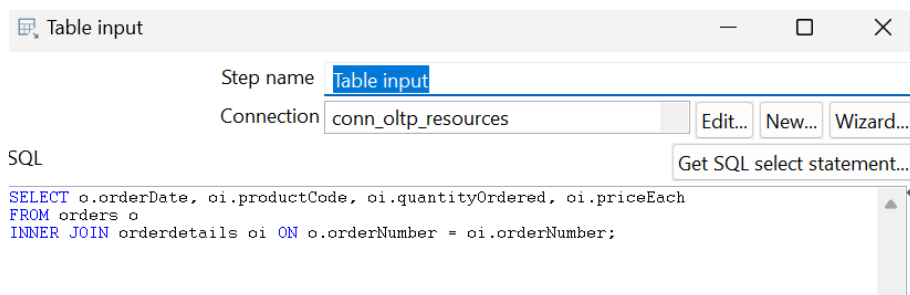 Table input
Step name Table input
Connection conn_oltp_resources Edit... New... Wizard...
SQL Get SQL select statement...
SELECT o.orderDate, oi.productCode, oi.quantityOrdered, oi.priceEach
FROM orders o
INNER JOIN orderdetails oi ON o.orderNumber = oi.orderNumber;